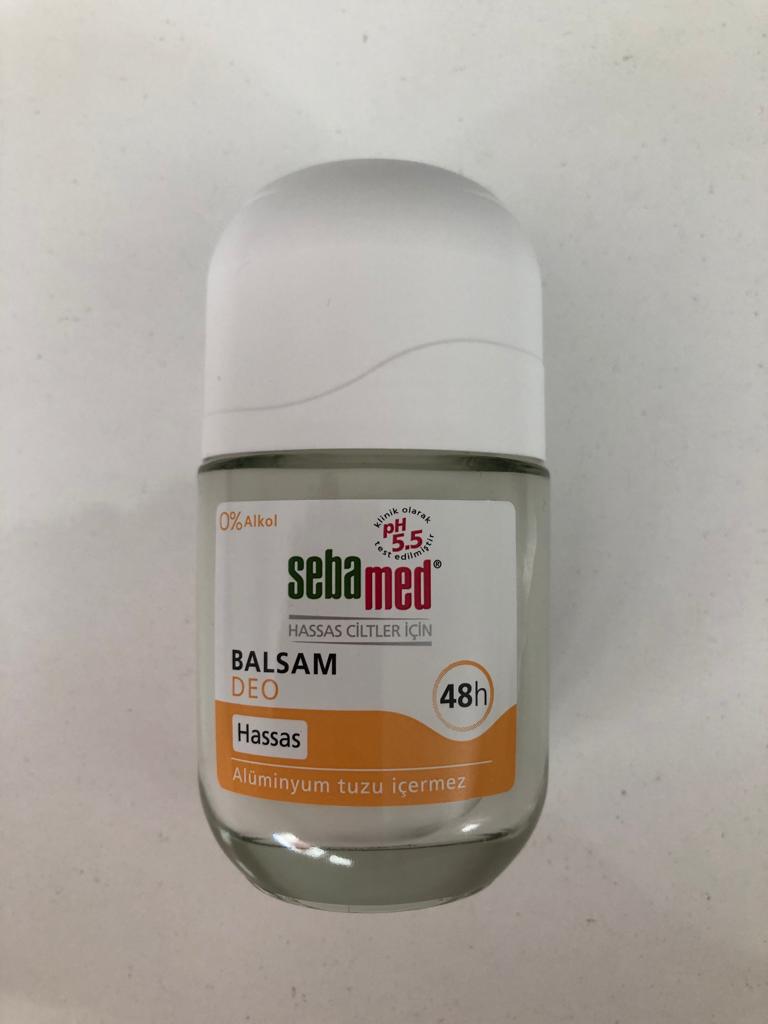 0% Alkol
klinik olarak
pH
5.5
test edilmiştir
sebamed®
HASSAS CİLTLER İÇİN
BALSAM
DEO
48h
Hassas
Alüminyum tuzu içermez